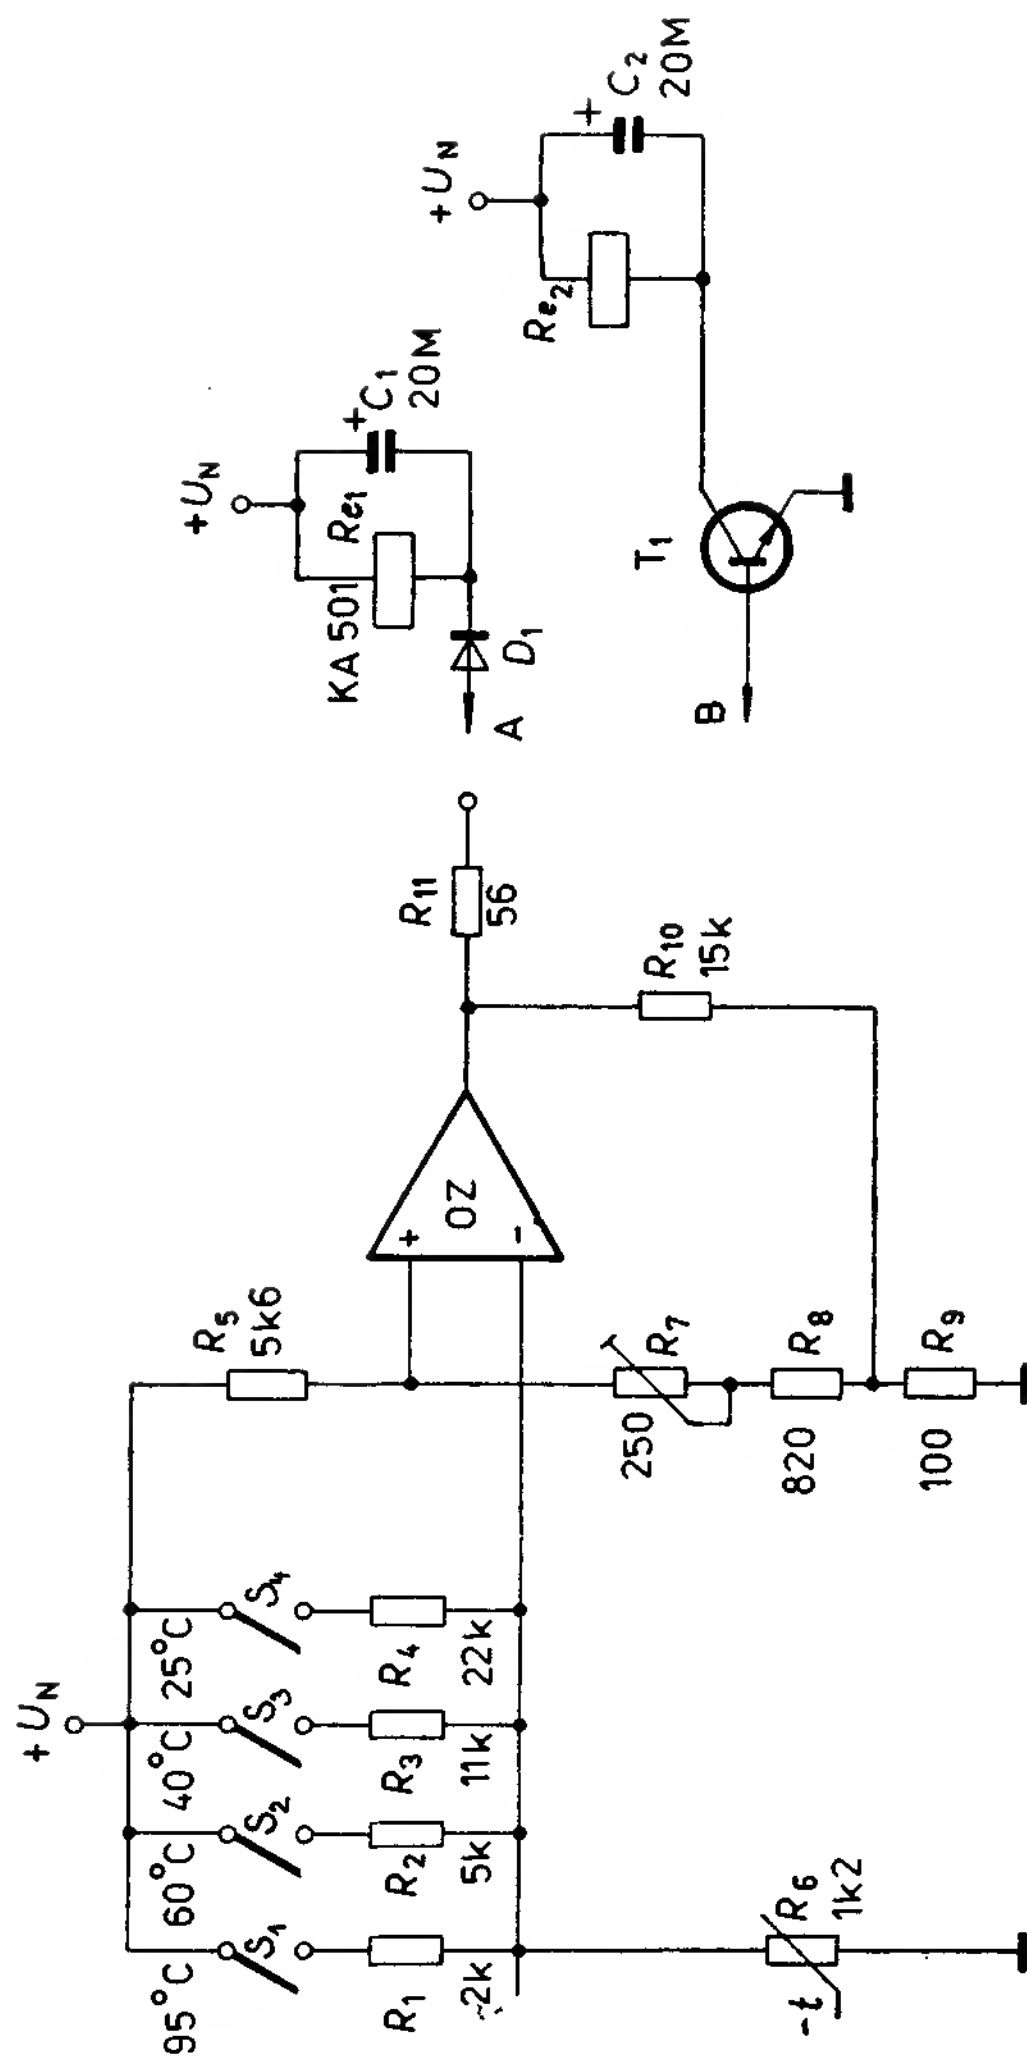 +U_N
95°C
60°C
40°C
25°C
S₁
S₂
S₃
S₄
R₁
~2k
R₂
5k
R₃
11k
R₄
22k
R₅
5k6
-t
R₆
1k2
250
R₇
820
R₈
100
R₉
+
-
OZ
R₁₀
15k
R₁₁
56
A
D₁
KA 501
Re₁
+U_N
+
C₁
20M
B
T₁
Re₂
+U_N
+
C₂
20M